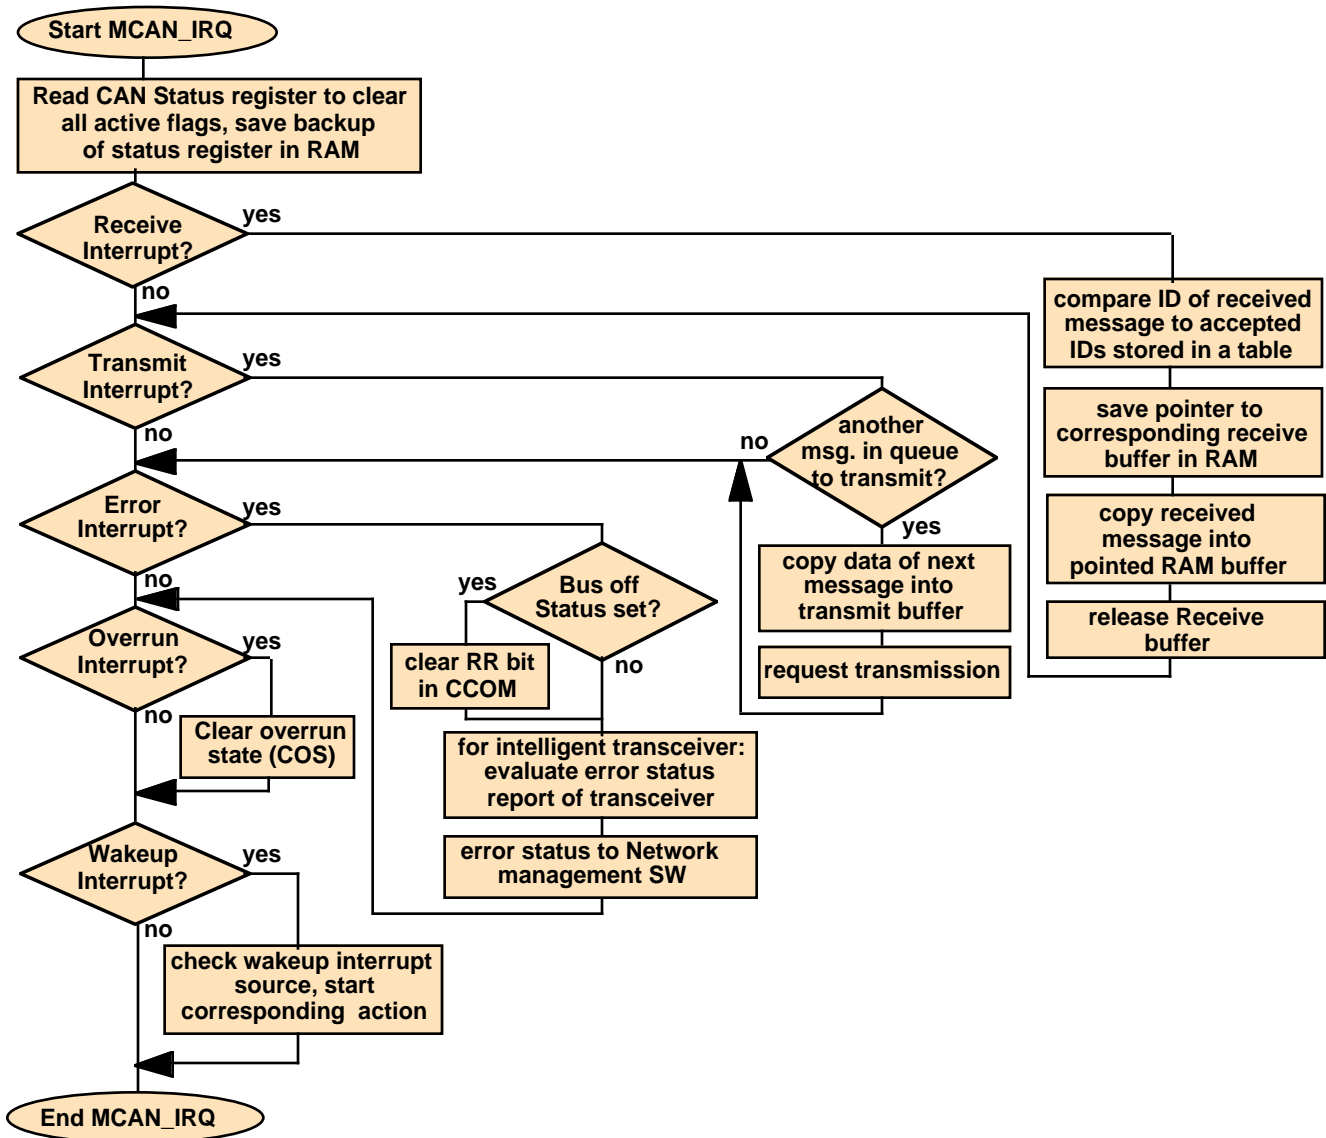 Start MCAN_IRQ
Read CAN Status register to clear
all active flags, save backup
of status register in RAM
Receive
Interrupt?
yes
no
compare ID of received
message to accepted
IDs stored in a table
save pointer to
corresponding receive
buffer in RAM
copy received
message into
pointed RAM buffer
release Receive
buffer
Transmit
Interrupt?
yes
no
another
msg. in queue
to transmit?
no
yes
copy data of next
message into
transmit buffer
request transmission
Error
Interrupt?
yes
no
Bus off
Status set?
yes
no
clear RR bit
in CCOM
for intelligent transceiver:
evaluate error status
report of transceiver
error status to Network
management SW
Overrun
Interrupt?
yes
no
Clear overrun
state (COS)
Wakeup
Interrupt?
yes
no
check wakeup interrupt
source, start
corresponding action
End MCAN_IRQ